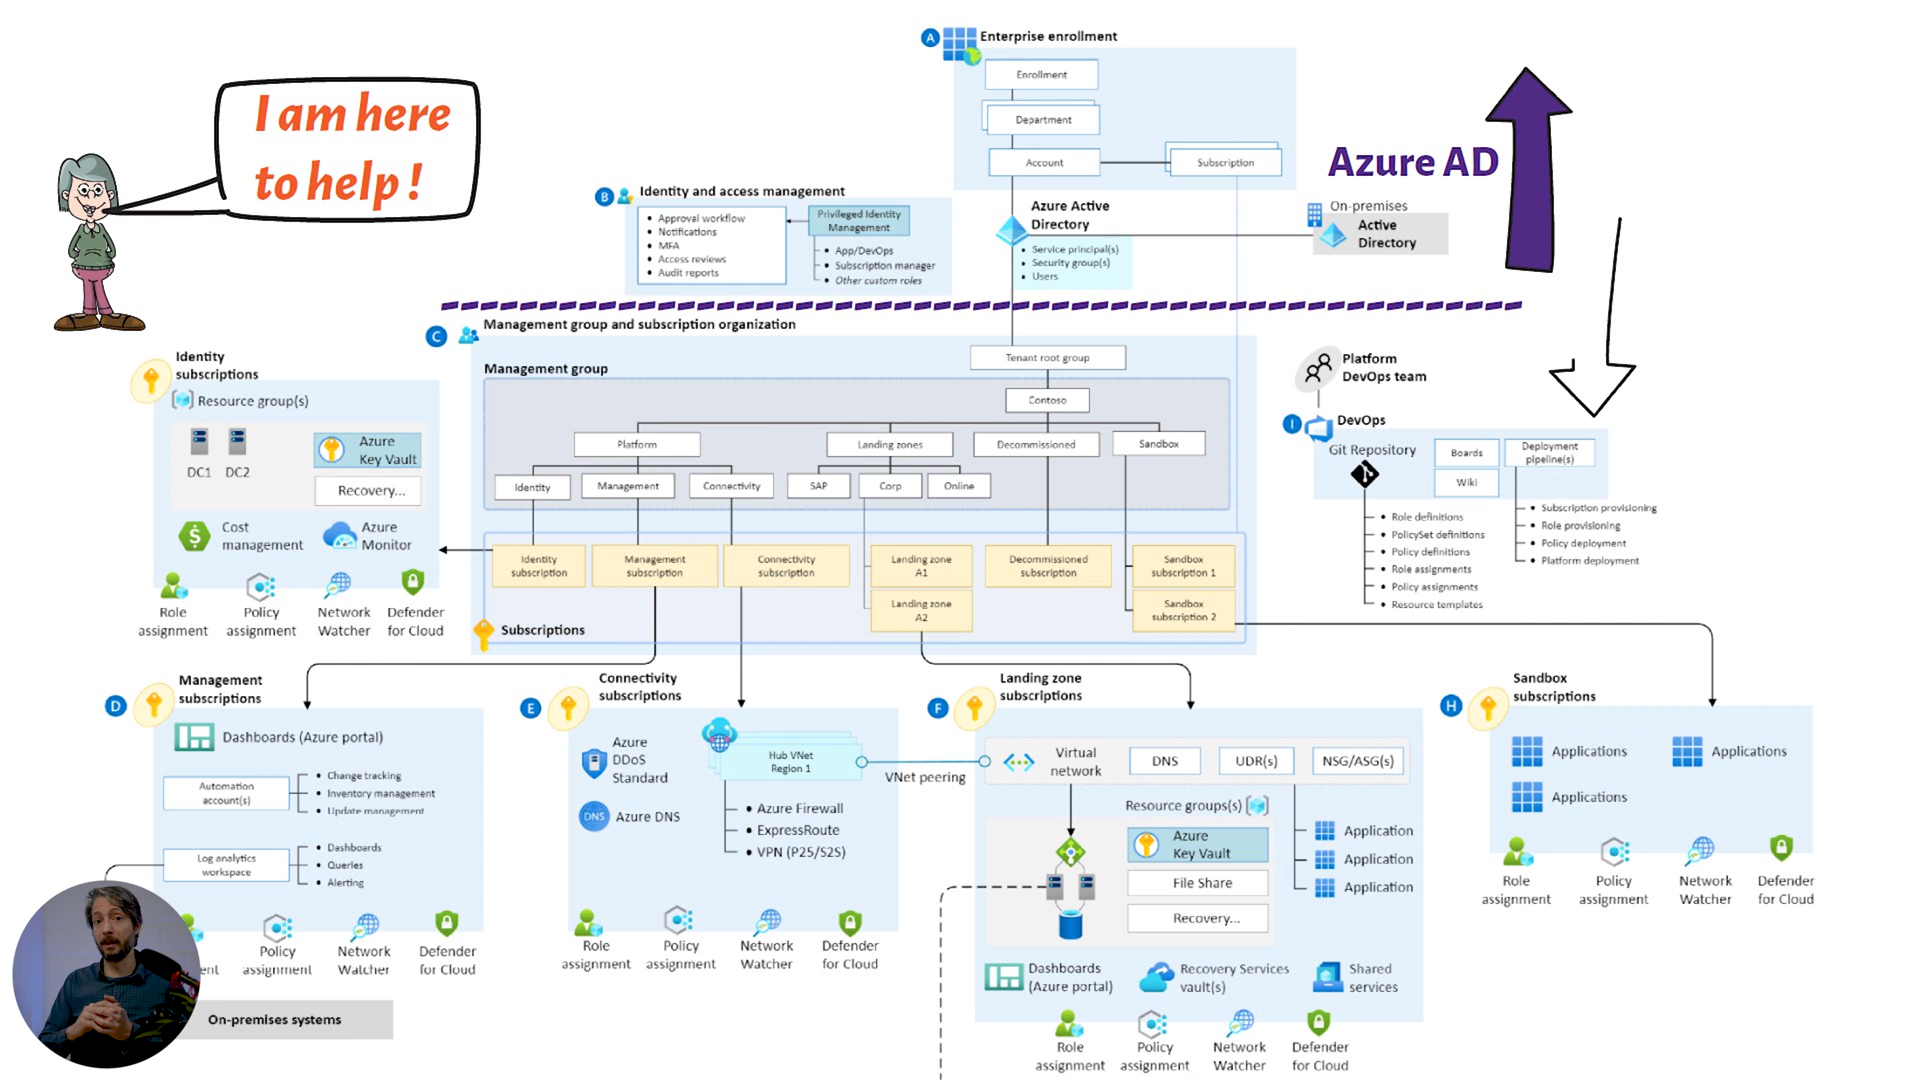 I am here
to help !
A
Enterprise enrollment
Enrollment
Department
Account
Subscription
Azure AD
B
Identity and access management
Approval workflow
Notifications
MFA
Access reviews
Audit reports
Privileged Identity
Management
App/DevOps
Subscription manager
Other custom roles
Azure Active
Directory
Service principal(s)
Security group(s)
Users
On-premises
Active
Directory
C
Management group and subscription organization
Tenant root group
Management group
Contoso
Platform
Landing zones
Decommissioned
Sandbox
Identity
Management
Connectivity
SAP
Corp
Online
Identity
subscription
Management
subscription
Connectivity
subscription
Landing zone
A1
Decommissioned
subscription
Sandbox
subscription 1
Landing zone
A2
Sandbox
subscription 2
Subscriptions
Identity
subscriptions
Resource group(s)
DC1
DC2
Azure
Key Vault
Recovery...
Cost
management
Azure
Monitor
Role
assignment
Policy
assignment
Network
Watcher
Defender
for Cloud
Platform
DevOps team
I
DevOps
Git Repository
Boards
Wiki
Deployment
pipeline(s)
Role definitions
PolicySet definitions
Policy definitions
Role assignments
Policy assignments
Resource templates
Subscription provisioning
Role provisioning
Policy deployment
Platform deployment
D
Management
subscriptions
Dashboards (Azure portal)
Automation
account(s)
Change tracking
Inventory management
Update management
Log analytics
workspace
Dashboards
Queries
Alerting
ent
Policy
assignment
Network
Watcher
Defender
for Cloud
On-premises systems
E
Connectivity
subscriptions
Azure
DDoS
Standard
DNS
Azure DNS
Hub VNet
Region 1
Azure Firewall
ExpressRoute
VPN (P25/S2S)
VNet peering
Role
assignment
Policy
assignment
Network
Watcher
Defender
for Cloud
F
Landing zone
subscriptions
Virtual
network
DNS
UDR(s)
NSG/ASG(s)
Resource groups(s)
Azure
Key Vault
File Share
Recovery...
Application
Application
Application
Dashboards
(Azure portal)
Recovery Services
vault(s)
Shared
services
Role
assignment
Policy
assignment
Network
Watcher
Defender
for Cloud
H
Sandbox
subscriptions
Applications
Applications
Applications
Role
assignment
Policy
assignment
Network
Watcher
Defender
for Cloud